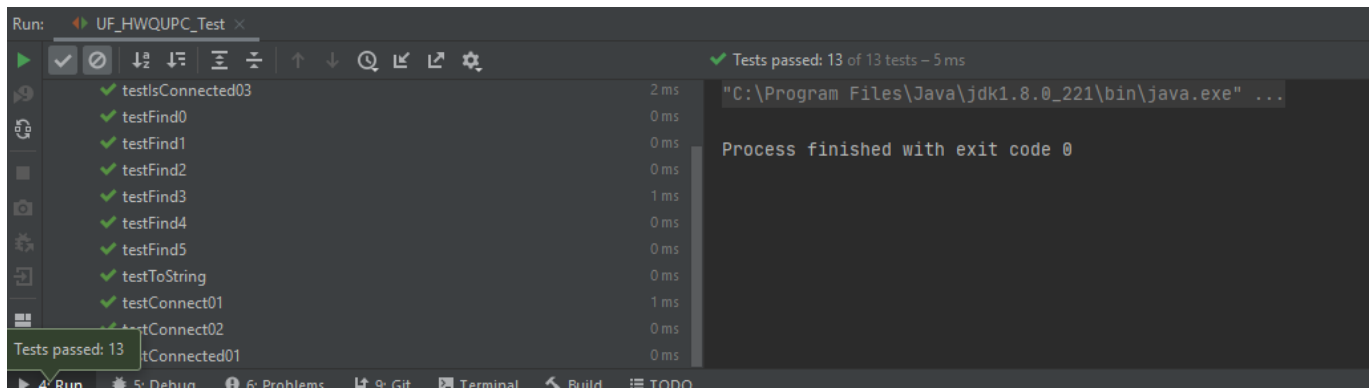 Run: UF_HWQUPC_Test
Tests passed: 13 of 13 tests – 5 ms
testIsConnected03 2 ms
testFind0 0 ms
testFind1 0 ms
testFind2 0 ms
testFind3 1 ms
testFind4 0 ms
testFind5 0 ms
testToString 0 ms
testConnect01 1 ms
testConnect02 0 ms
tConnected01 0 ms
"C:\Program Files\Java\jdk1.8.0_221\bin\java.exe" ...
Process finished with exit code 0
Tests passed: 13
4: Run 5: Debug 6: Problems 9: Git Terminal Build TODO